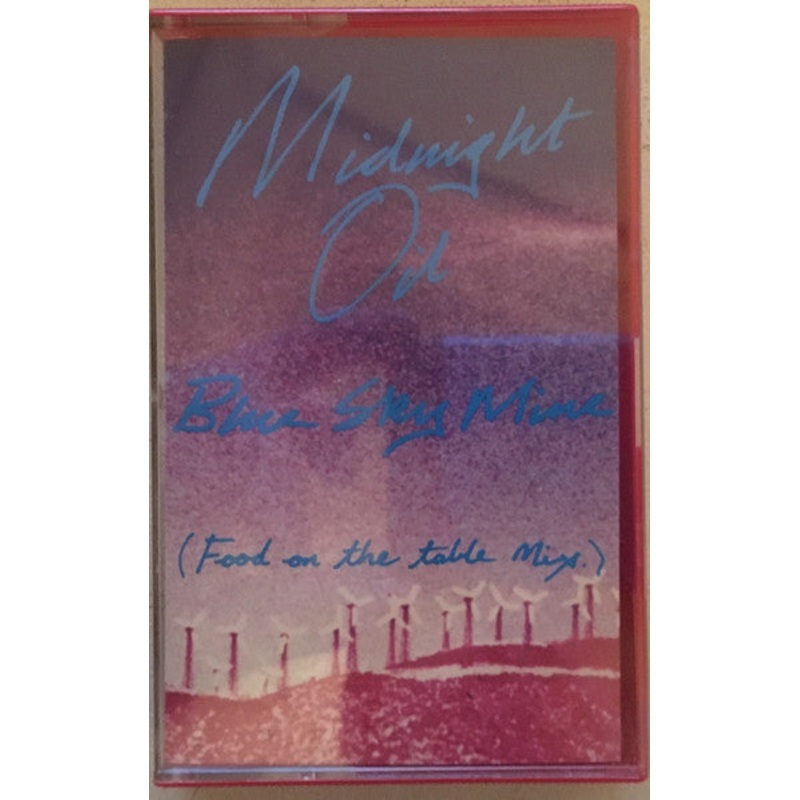 Midnight
Oil
Blue Sky Mine
(Food on the table Mix.)